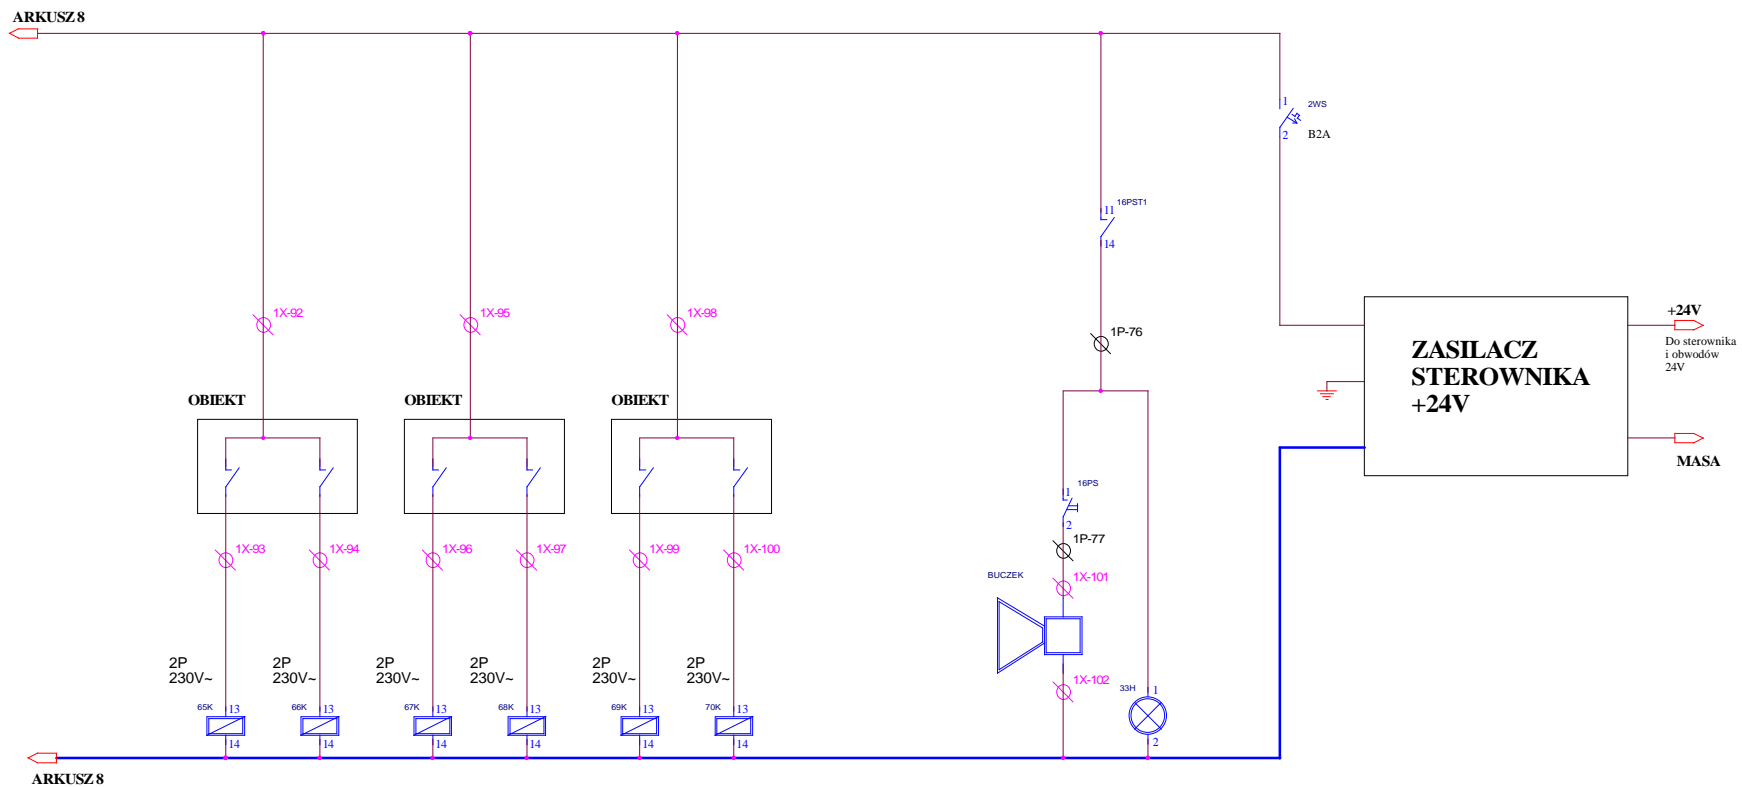 ARKUSZ 8
1
2WS
2
B2A
11
16PST1
14
1X-92
1X-95
1X-98
1P-76
+24V
Do sterownika
i obwodów
24V
ZASILACZ
STEROWNIKA
+24V
MASA
OBIEKT
OBIEKT
OBIEKT
1
16PS
2
1P-77
1X-93
1X-94
1X-96
1X-97
1X-99
1X-100
BUCZEK
1X-101
1X-102
2P
230V~
2P
230V~
2P
230V~
2P
230V~
2P
230V~
2P
230V~
33H
1
2
65K
13
14
66K
13
14
67K
13
14
68K
13
14
69K
13
14
70K
13
14
ARKUSZ 8